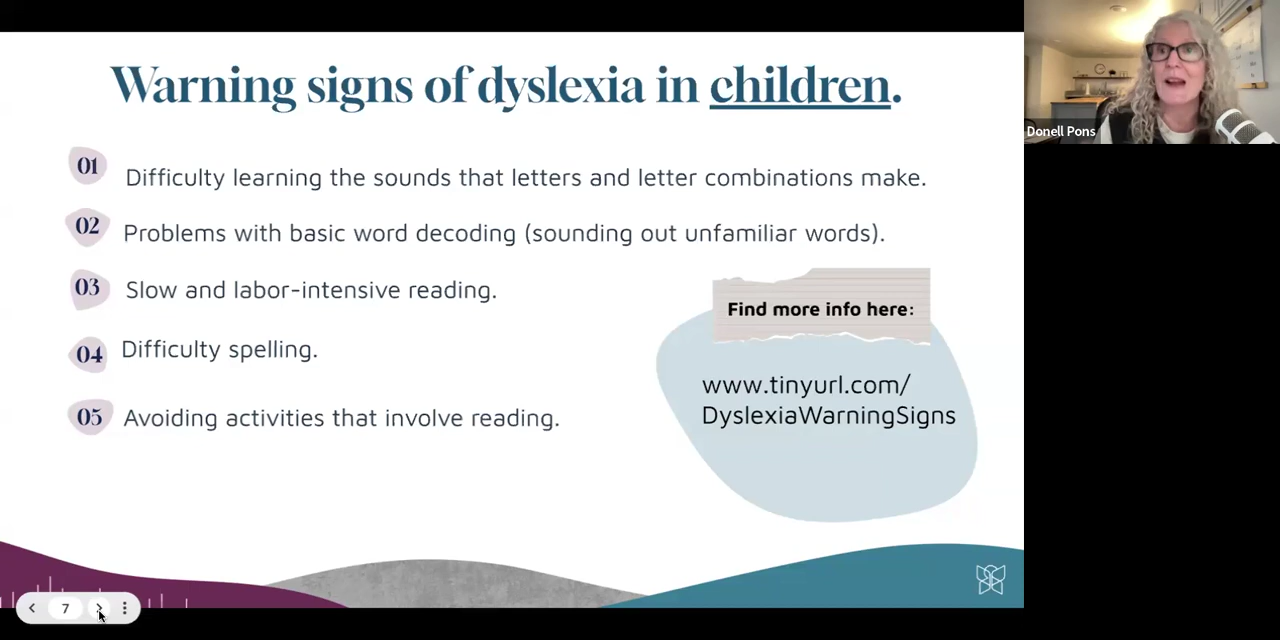 Warning signs of dyslexia in children.
01
Difficulty learning the sounds that letters and letter combinations make.
02
Problems with basic word decoding (sounding out unfamiliar words).
03
Slow and labor-intensive reading.
04
Difficulty spelling.
05
Avoiding activities that involve reading.
Find more info here:
www.tinyurl.com/
DyslexiaWarningSigns
Donell Pons
7